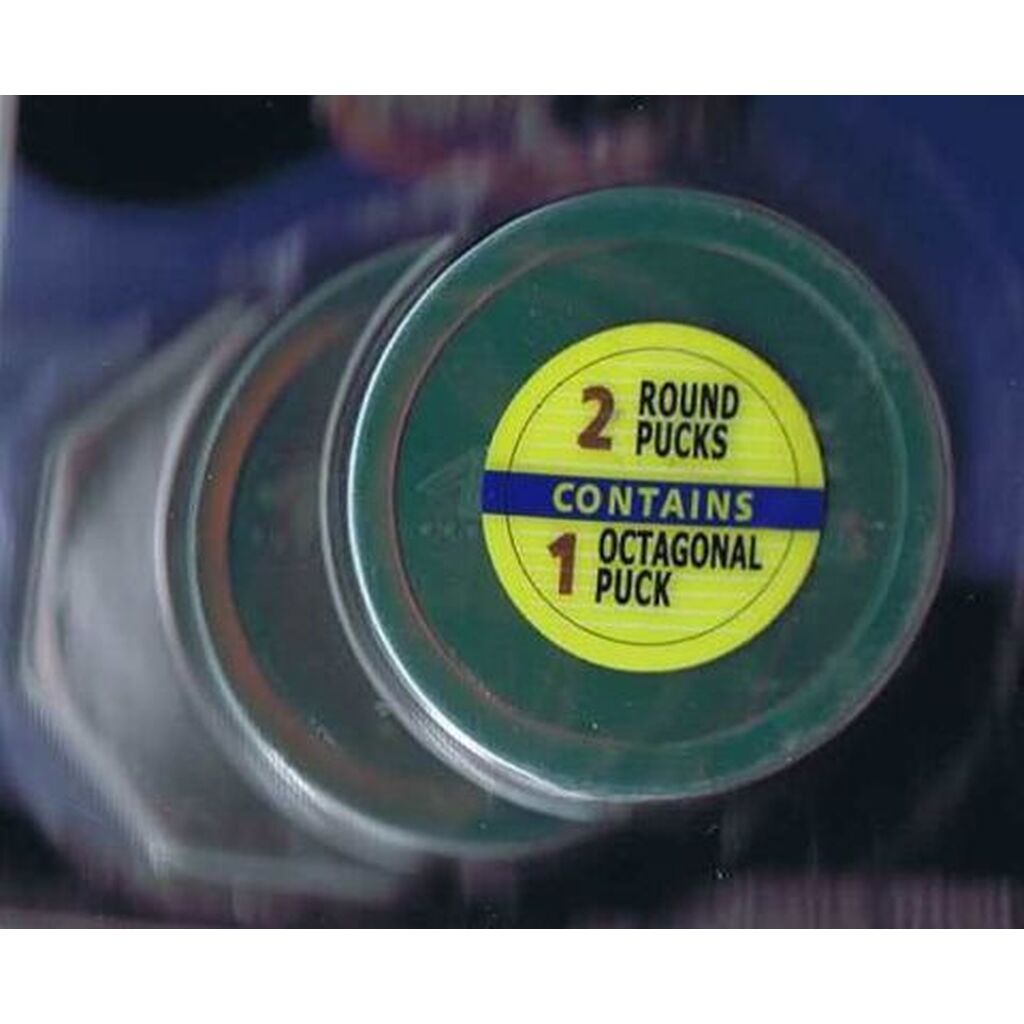 2 ROUND
PUCKS
CONTAINS
1 OCTAGONAL
PUCK